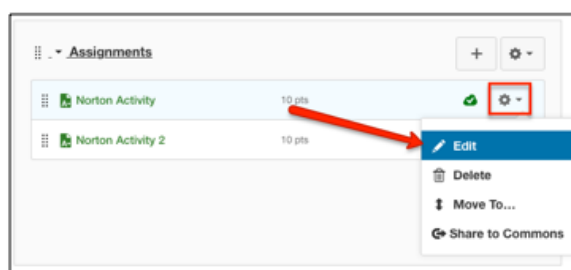 Assignments
Norton Activity
10 pts
Norton Activity 2
10 pts
Edit
Delete
Move To...
Share to Commons